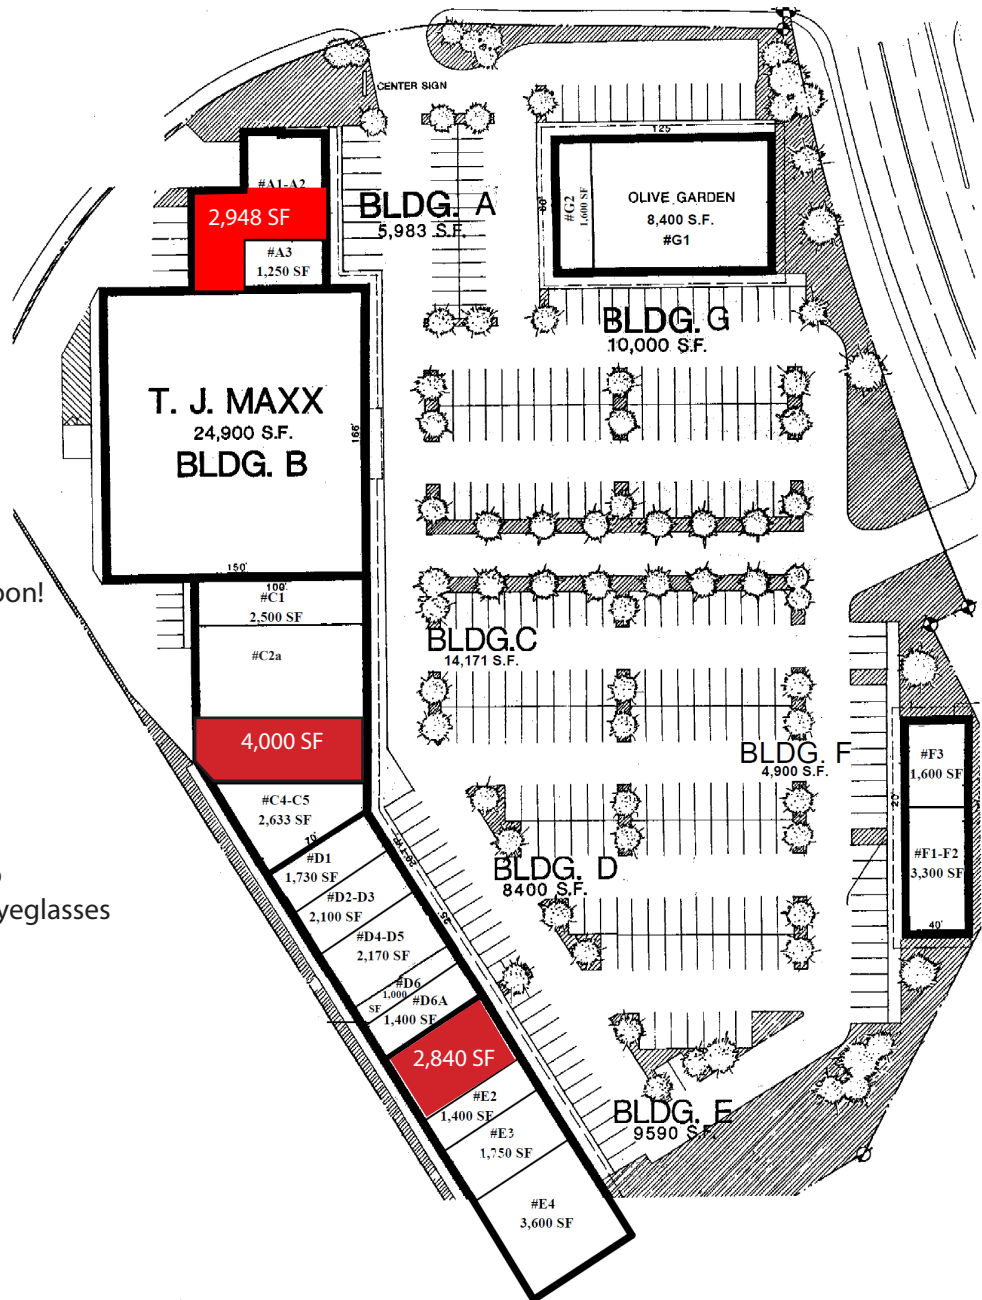 CENTER SIGN
125'
#A1-A2
2,948 SF
BLDG. A
5,983 S.F.
#A3
1,250 SF
80'
#G2
1,600 SF
OLIVE GARDEN
8,400 S.F.
#G1
BLDG. G
10,000 S.F.
T. J. MAXX
24,900 S.F.
BLDG. B
166'
150'
100'
oon!
#C1
2,500 SF
#C2a
BLDG.C
14,171 S.F.
4,000 SF
BLDG. F
4,900 S.F.
#F3
1,600 SF
#C4-C5
2,633 SF
70'
#D1
1,730 SF
BLDG. D
8400 S.F.
#F1-F2
3,300 SF
40'
#D2-D3
2,100 SF
yeglasses
25'
#D4-D5
2,170 SF
#D6
1,000
SF
#D6A
1,400 SF
2,840 SF
#E2
1,400 SF
BLDG. E
9590 S.F.
#E3
1,750 SF
#E4
3,600 SF